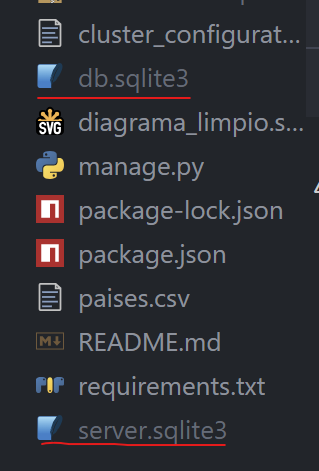 cluster_configurat...
db.sqlite3
SVG
diagrama_limpio.s...
manage.py
package-lock.json
package.json
paises.csv
README.md
requirements.txt
server.sqlite3